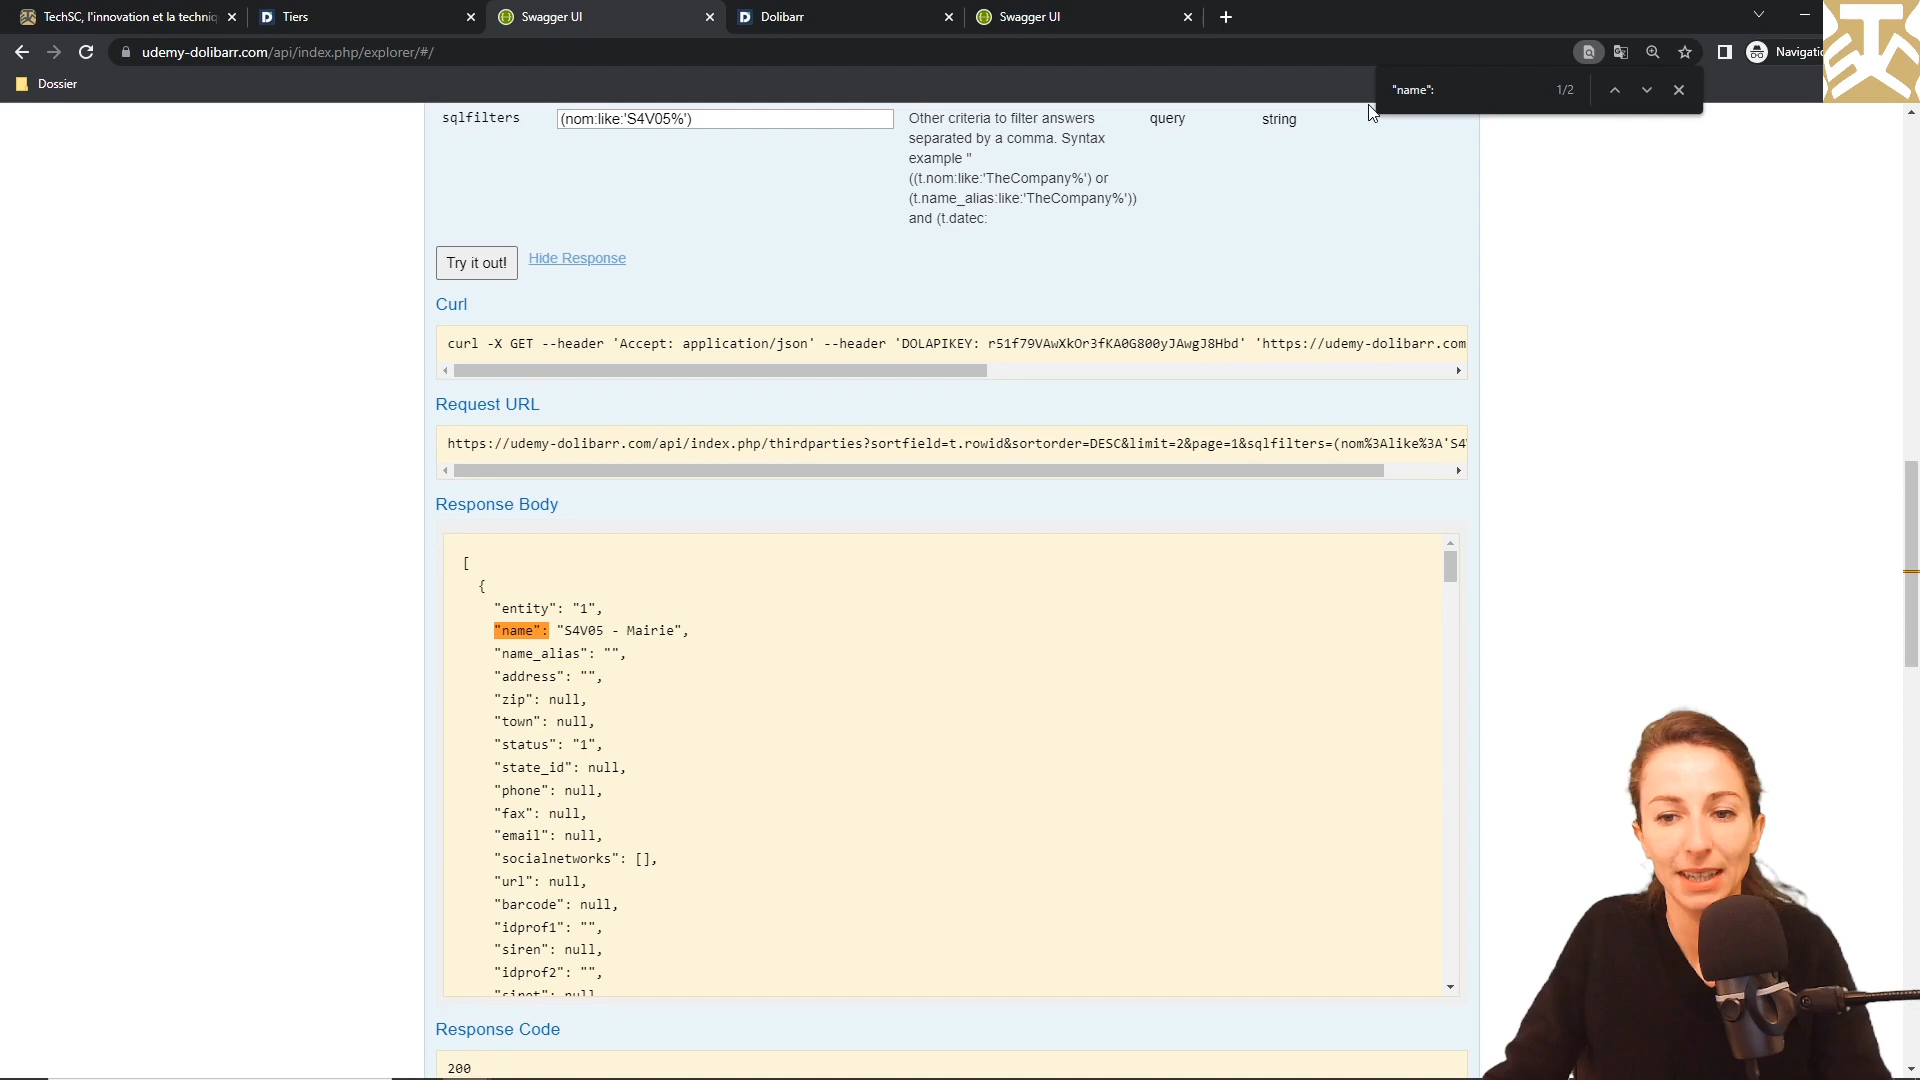 TechSC, l'innovation et la techniq
Tiers
Swagger UI
Dolibarr
Swagger UI
udemy-dolibarr.com/api/index.php/explorer/#/
Navigati
Dossier
"name":
1/2
sqlfilters
(nom:like:'S4V05%')
Other criteria to filter answers
separated by a comma. Syntax
example "
((t.nom:like:'TheCompany%') or
(t.name_alias:like:'TheCompany%'))
and (t.datec:
query
string
Try it out!
Hide Response
Curl
curl -X GET --header 'Accept: application/json' --header 'DOLAPIKEY: r51f79VAwXkOr3fKA0G800yJAwgJ8Hbd' 'https://udemy-dolibarr.com
Request URL
https://udemy-dolibarr.com/api/index.php/thirdparties?sortfield=t.rowid&sortorder=DESC&limit=2&page=1&sqlfilters=(nom%3Alike%3A'S4
Response Body
[
{
"entity": "1",
"name": "S4V05 - Mairie",
"name_alias": "",
"address": "",
"zip": null,
"town": null,
"status": "1",
"state_id": null,
"phone": null,
"fax": null,
"email": null,
"socialnetworks": [],
"url": null,
"barcode": null,
"idprof1": "",
"siren": null,
"idprof2": "",
"siret": null
Response Code
200